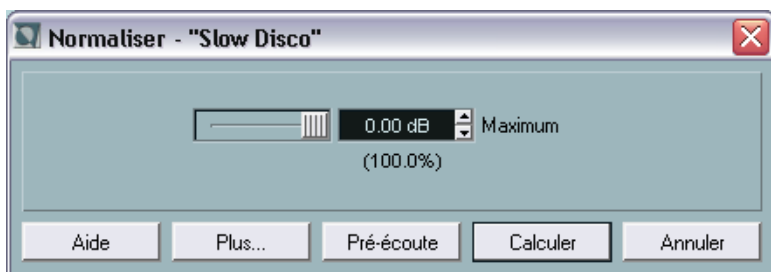 Normaliser - "Slow Disco"
0.00 dB Maximum
(100.0%)
Aide Plus... Pré-écoute Calculer Annuler